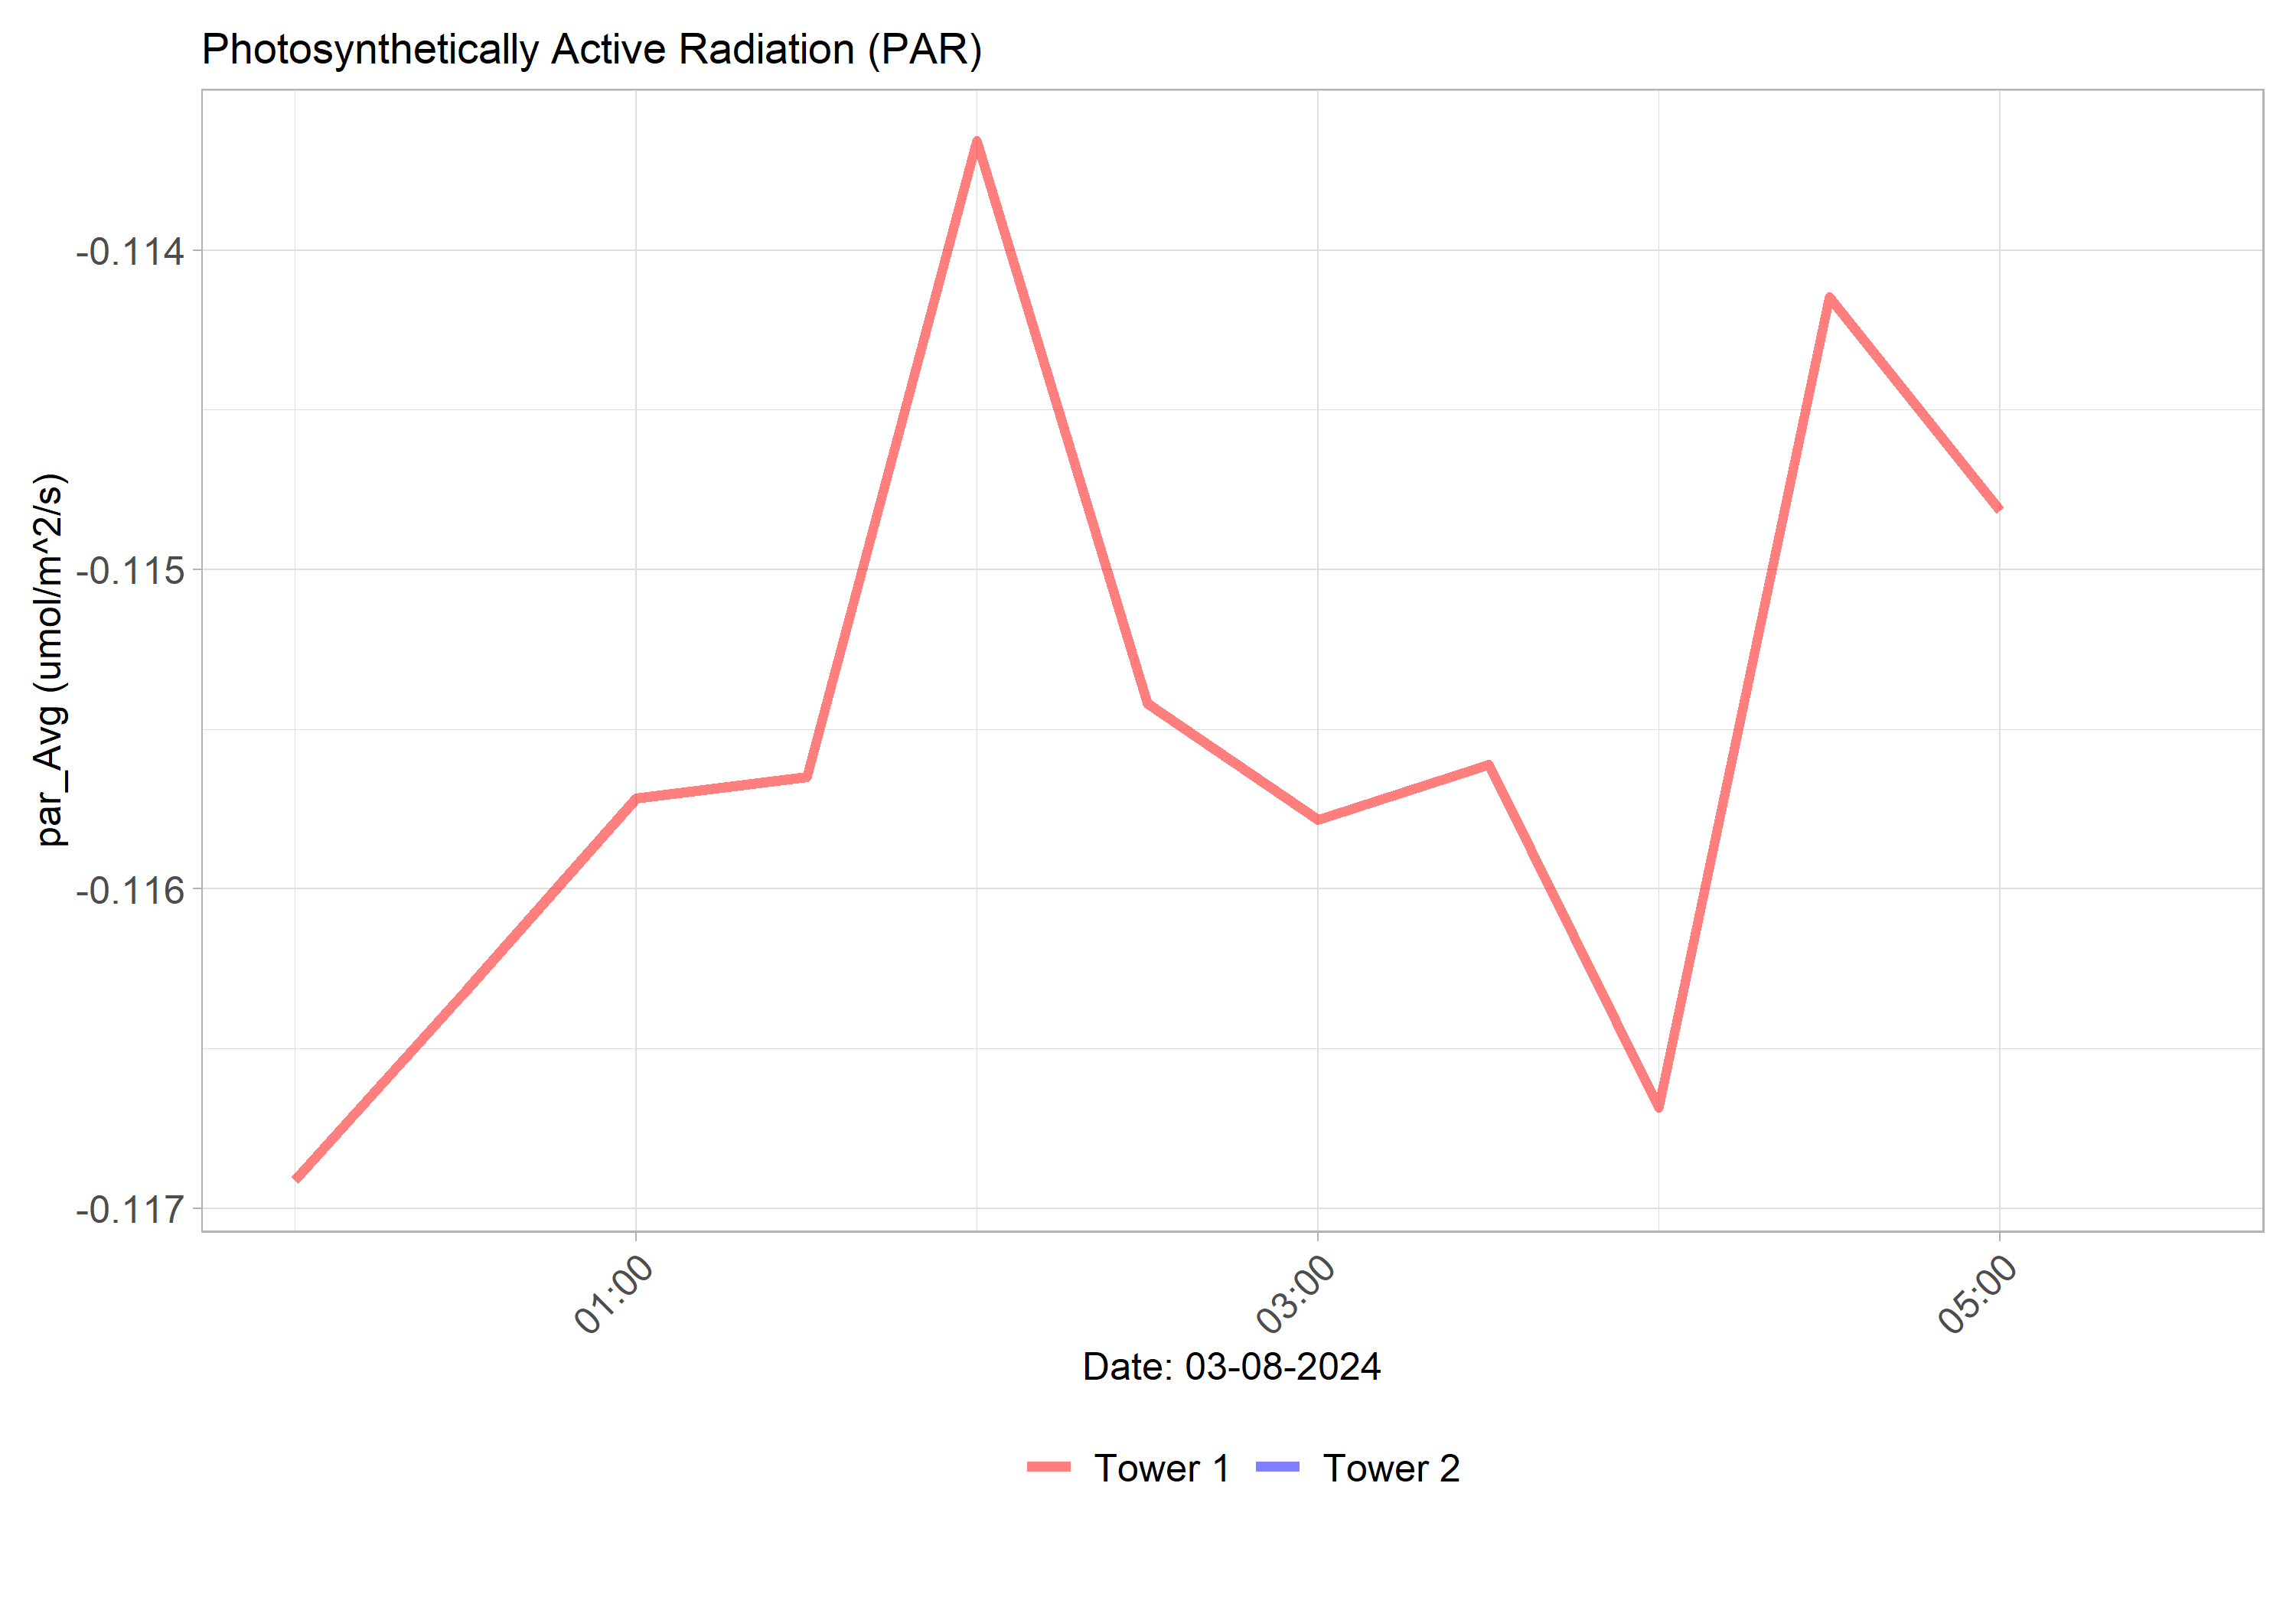 Photosynthetically Active Radiation (PAR)
par_Avg (umol/m^2/s)
-0.114
-0.115
-0.116
-0.117
01:00
03:00
05:00
Date: 03-08-2024
Tower 1
Tower 2